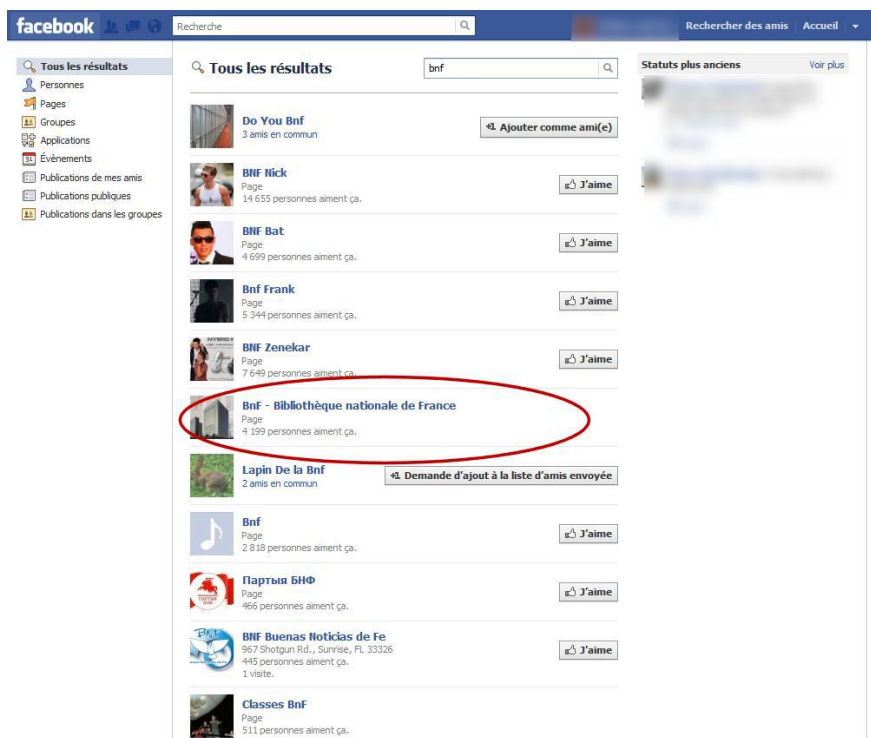 facebook
Recherche
Rechercher des amis
Accueil
Tous les résultats
Personnes
Pages
Groupes
Applications
Évènements
Publications de mes amis
Publications publiques
Publications dans les groupes
Tous les résultats
bnf
Do You Bnf
3 amis en commun
+1 Ajouter comme ami(e)
BNF Nick
Page
14 655 personnes aiment ça.
J'aime
BNF Bat
Page
4 699 personnes aiment ça.
J'aime
Bnf Frank
Page
5 344 personnes aiment ça.
J'aime
BNF Zenekar
Page
7 649 personnes aiment ça.
J'aime
BnF - Bibliothèque nationale de France
Page
4 199 personnes aiment ça.
Lapin De la Bnf
2 amis en commun
+1 Demande d'ajout à la liste d'amis envoyée
Bnf
Page
2 818 personnes aiment ça.
J'aime
Партыя БНФ
Page
466 personnes aiment ça.
J'aime
BNF Buenas Noticias de Fe
967 Shotgun Rd., Sunrise, FL 33326
445 personnes aiment ça.
1 visite.
J'aime
Classes BnF
Page
511 personnes aiment ça.
Statuts plus anciens
Voir plus